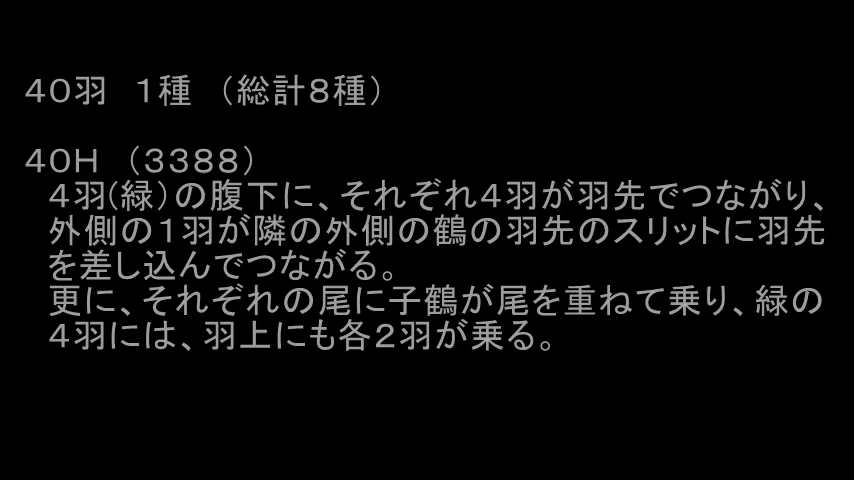 ４０羽　１種　（総計８種）
４０Ｈ　（３３８８）
４羽(緑）の腹下に、それぞれ４羽が羽先でつながり、
外側の１羽が隣の外側の鶴の羽先のスリットに羽先
を差し込んでつながる。
更に、それぞれの尾に子鶴が尾を重ねて乗り、緑の
４羽には、羽上にも各２羽が乗る。